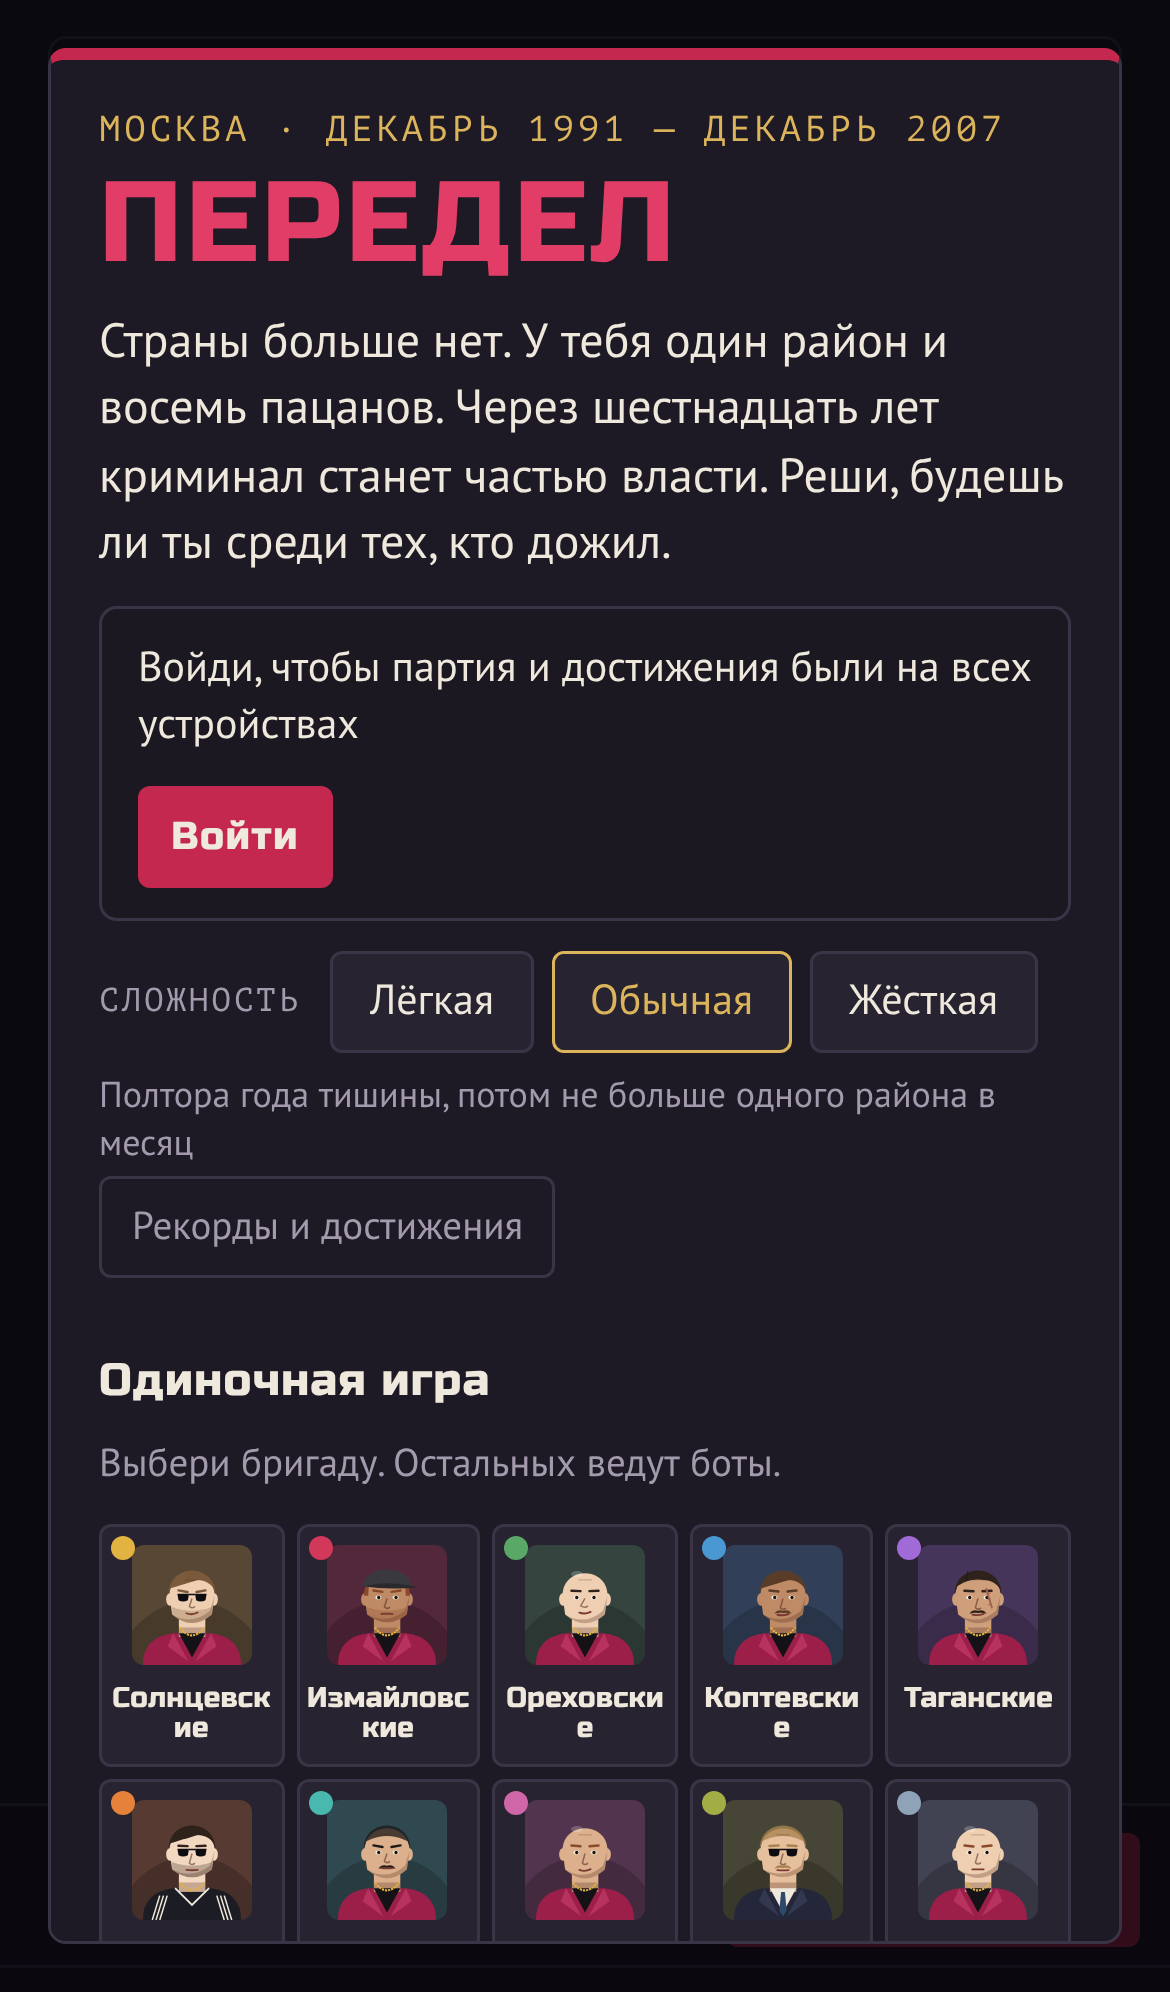 МОСКВА · ДЕКАБРЬ 1991 — ДЕКАБРЬ 2007
ПЕРЕДЕЛ
Страны больше нет. У тебя один район и
восемь пацанов. Через шестнадцать лет
криминал станет частью власти. Реши, будешь
ли ты среди тех, кто дожил.
Войди, чтобы партия и достижения были на всех
устройствах
Войти
СЛОЖНОСТЬ Лёгкая Обычная Жёсткая
Полтора года тишины, потом не больше одного района в
месяц
Рекорды и достижения
Одиночная игра
Выбери бригаду. Остальных ведут боты.
Солнцевск
ие
Измайловс
кие
Ореховски
е
Коптевски
е
Таганские